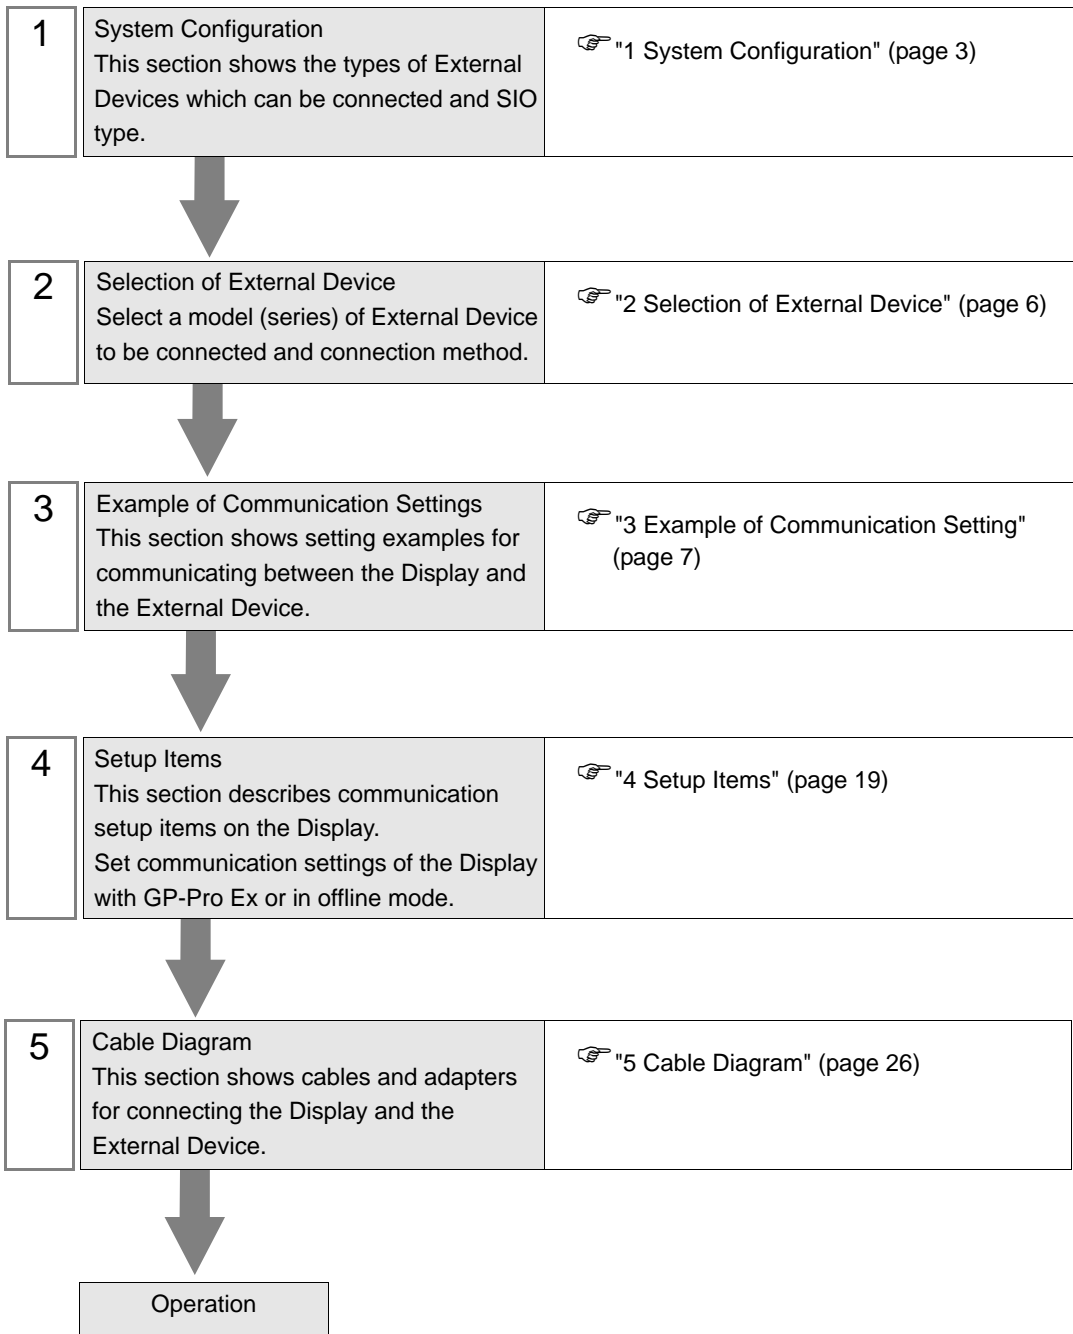 1
System Configuration
This section shows the types of External
Devices which can be connected and SIO
type.
"1 System Configuration" (page 3)
2
Selection of External Device
Select a model (series) of External Device
to be connected and connection method.
"2 Selection of External Device" (page 6)
3
Example of Communication Settings
This section shows setting examples for
communicating between the Display and
the External Device.
"3 Example of Communication Setting"
(page 7)
4
Setup Items
This section describes communication
setup items on the Display.
Set communication settings of the Display
with GP-Pro Ex or in offline mode.
"4 Setup Items" (page 19)
5
Cable Diagram
This section shows cables and adapters
for connecting the Display and the
External Device.
"5 Cable Diagram" (page 26)
Operation